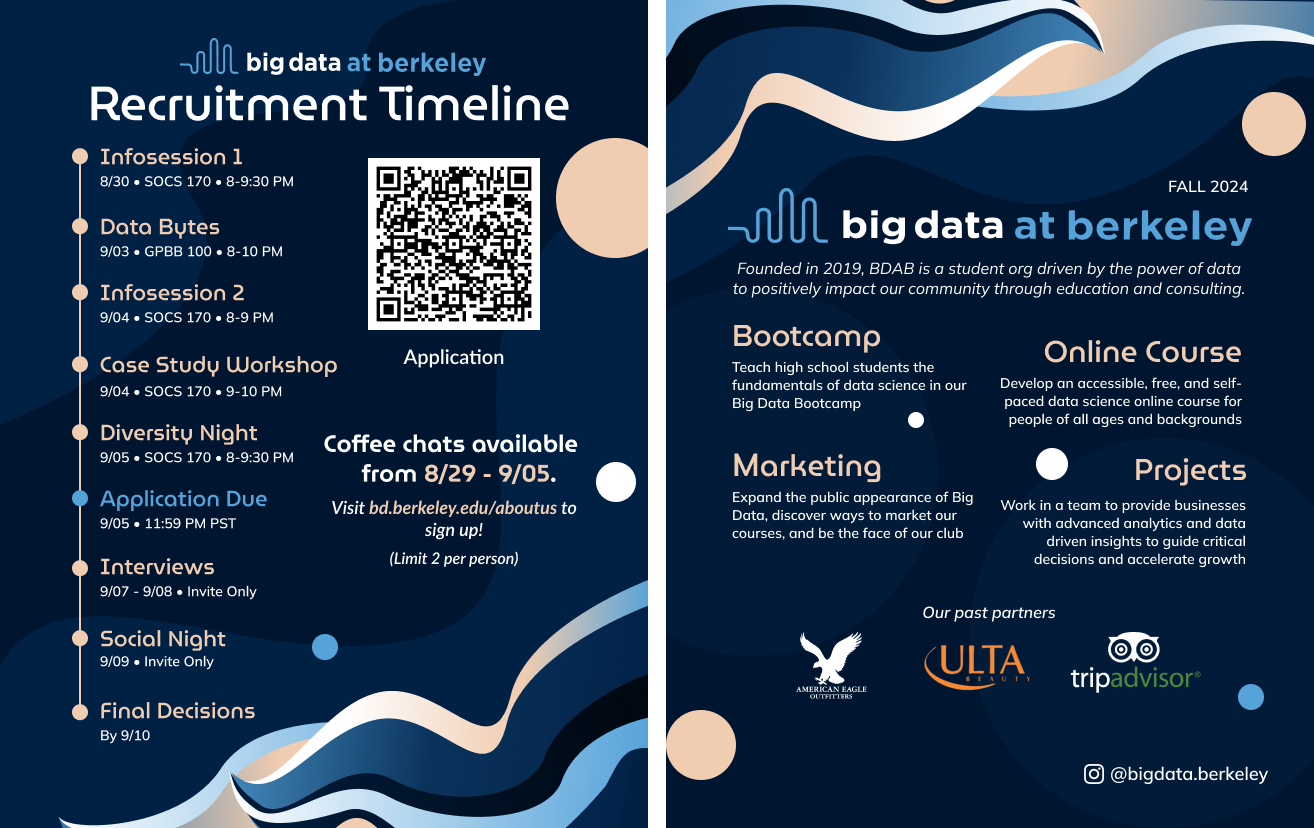 big data at berkeley
Recruitment Timeline
Infosession 1
8/30 • SOCS 170 • 8-9:30 PM
Data Bytes
9/03 • GPBB 100 • 8-10 PM
Infosession 2
9/04 • SOCS 170 • 8-9 PM
Case Study Workshop
9/04 • SOCS 170 • 9-10 PM
Diversity Night
9/05 • SOCS 170 • 8-9:30 PM
Application Due
9/05 • 11:59 PM PST
Interviews
9/07 - 9/08 • Invite Only
Social Night
9/09 • Invite Only
Final Decisions
By 9/10
Application
Coffee chats available
from 8/29 - 9/05.
Visit bd.berkeley.edu/aboutus to
sign up!
(Limit 2 per person)
FALL 2024
big data at berkeley
Founded in 2019, BDAB is a student org driven by the power of data
to positively impact our community through education and consulting.
Bootcamp
Teach high school students the
fundamentals of data science in our
Big Data Bootcamp
Online Course
Develop an accessible, free, and self-
paced data science online course for
people of all ages and backgrounds
Marketing
Expand the public appearance of Big
Data, discover ways to market our
courses, and be the face of our club
Projects
Work in a team to provide businesses
with advanced analytics and data
driven insights to guide critical
decisions and accelerate growth
Our past partners
AMERICAN EAGLE
OUTFITTERS
ULTA
BEAUTY
tripadvisor®
@bigdata.berkeley